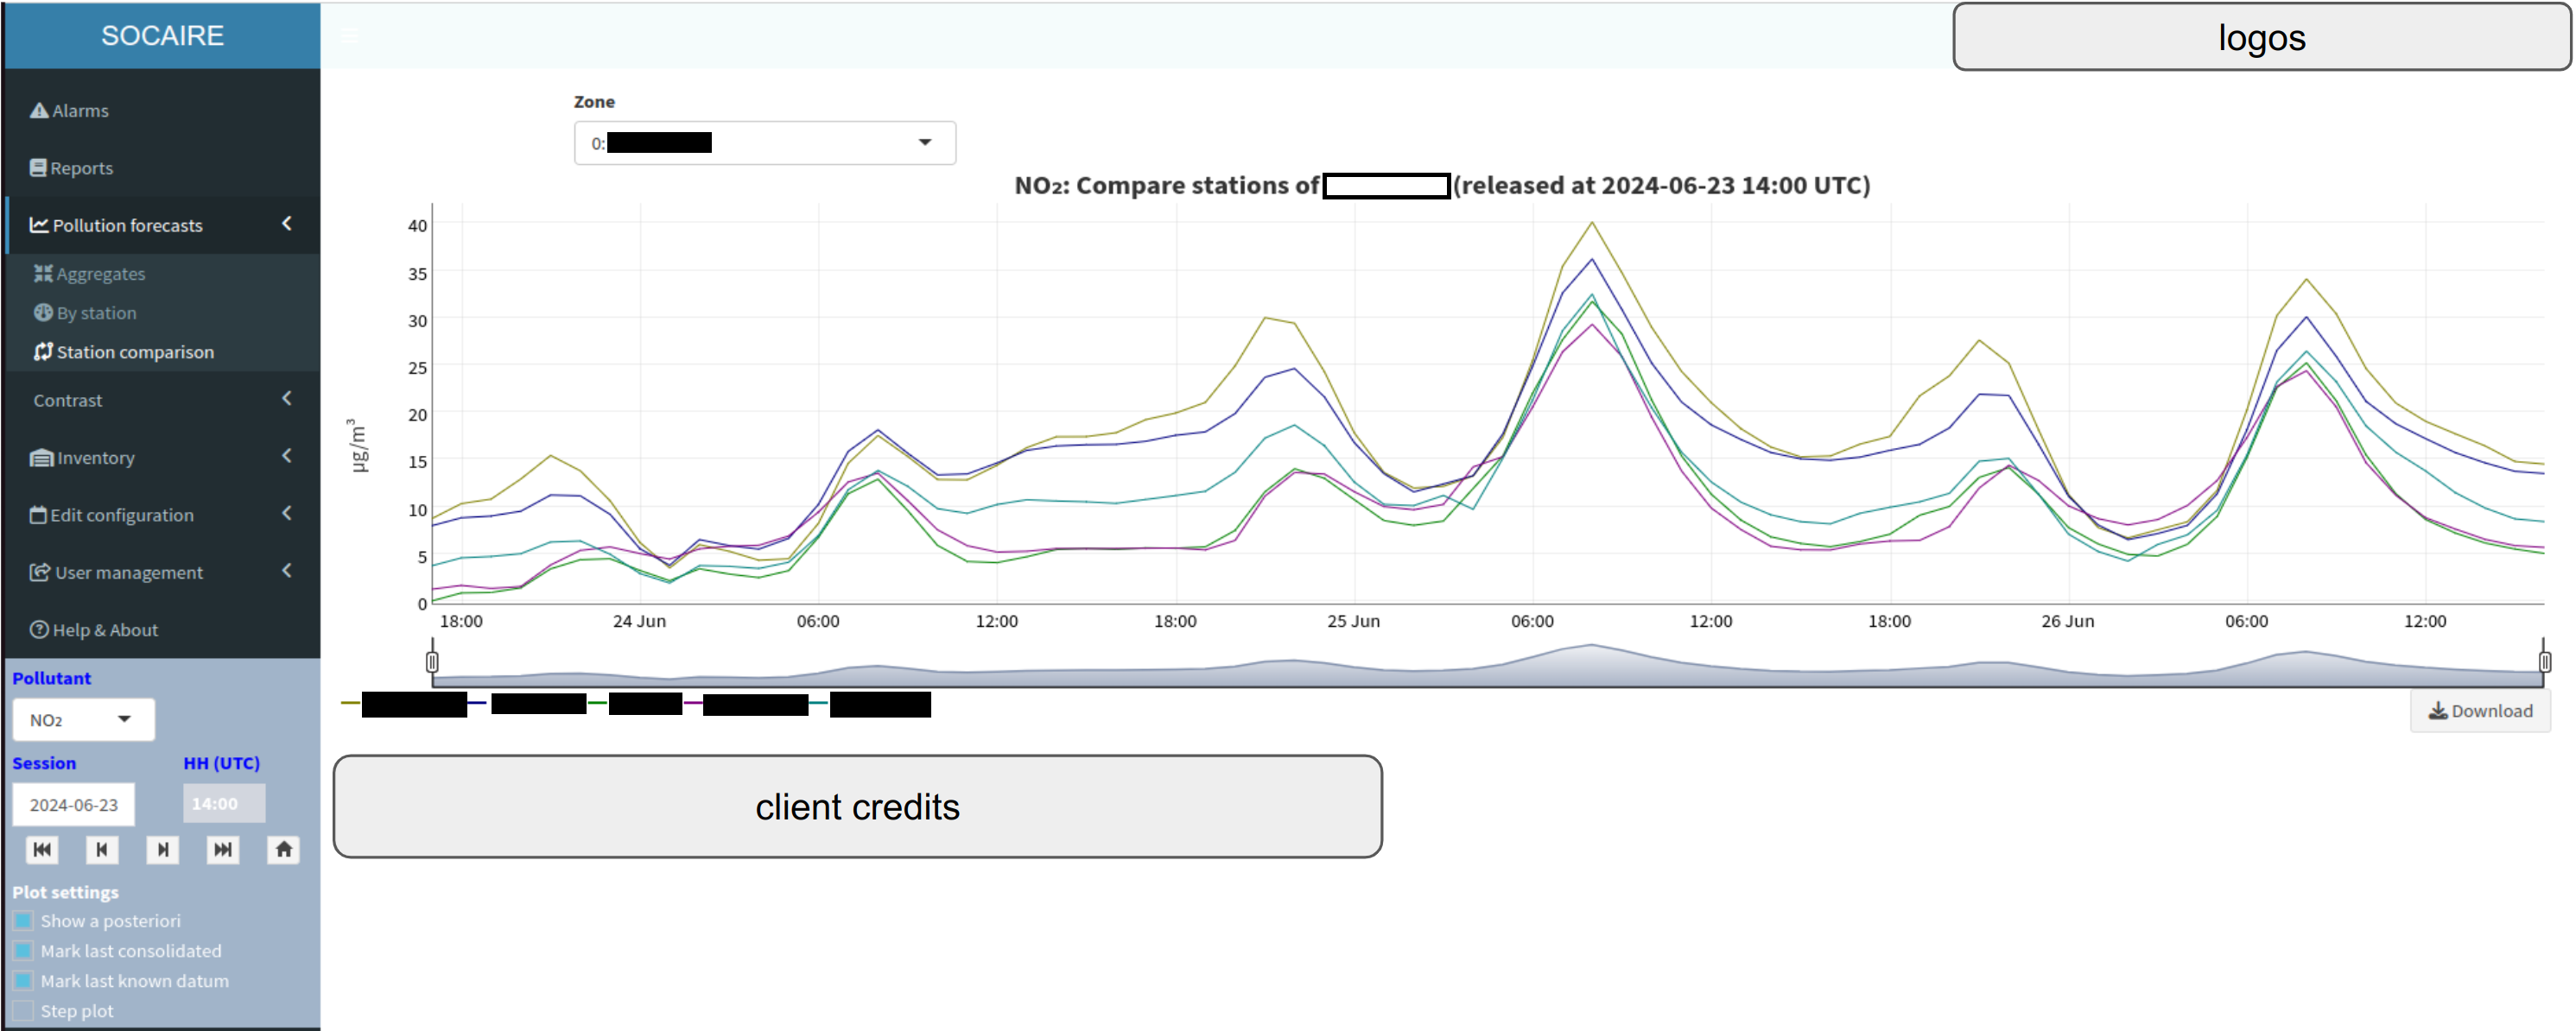 SOCAIRE
logos
Alarms
Reports
Pollution forecasts
Aggregates
By station
Station comparison
Contrast
Inventory
Edit configuration
User management
Help & About
Pollutant
NO₂
Session HH (UTC)
2024-06-23 14:00
Plot settings
Show a posteriori
Mark last consolidated
Mark last known datum
Step plot
Zone
0:
NO₂: Compare stations of (released at 2024-06-23 14:00 UTC)
µg/m³
40
35
30
25
20
15
10
5
0
18:00 24 Jun 06:00 12:00 18:00 25 Jun 06:00 12:00 18:00 26 Jun 06:00 12:00
Download
client credits